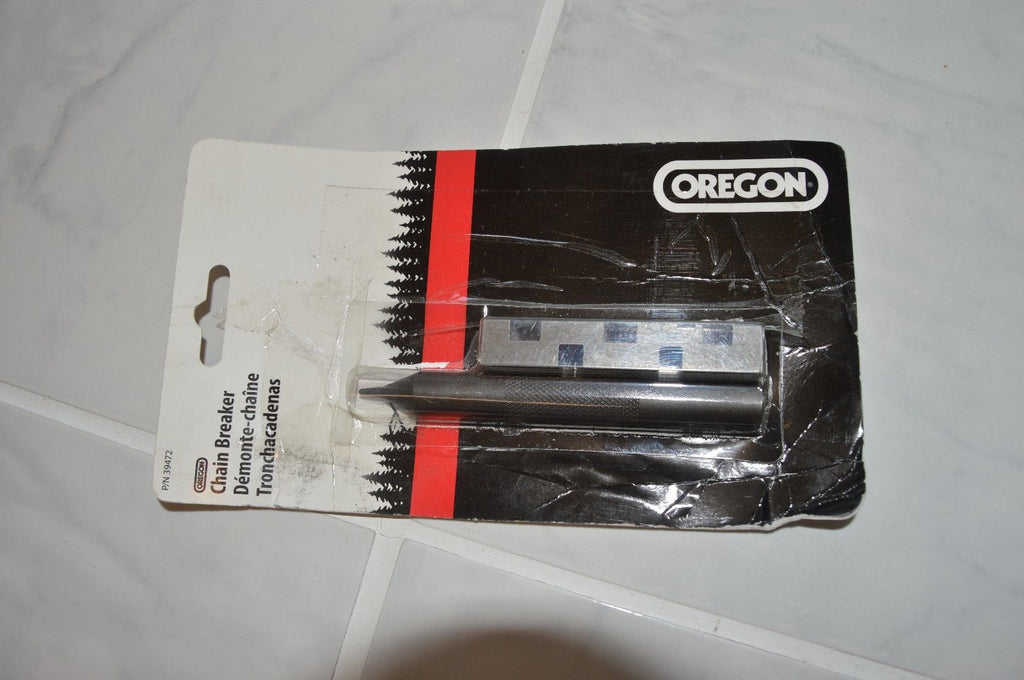 OREGON®
OREGON
Chain Breaker
Démonte-chaîne
Tronchacadenas
P/N 39472